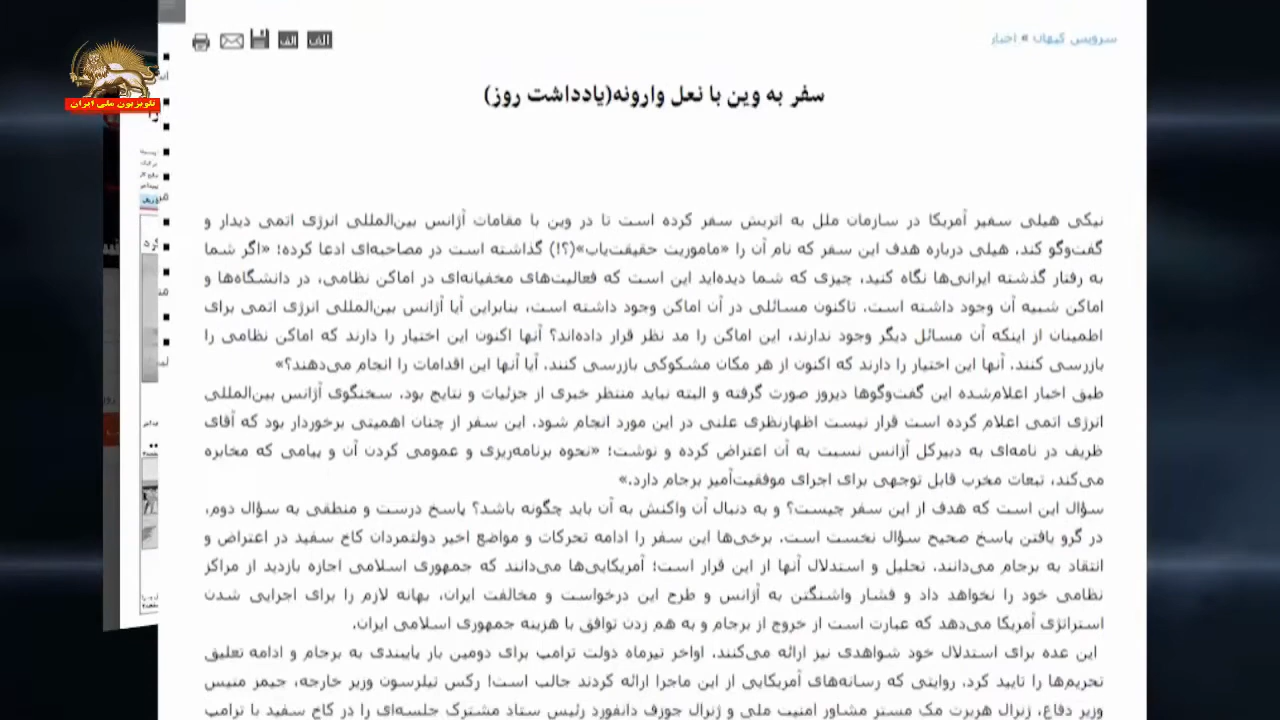 سرویس کیهان » اخبار
الف الف
تلویزیون ملی ایران
سفر به وین با نعل وارونه(یادداشت روز)
نیکی هیلی سفیر آمریکا در سازمان ملل به اتریش سفر کرده است تا در وین با مقامات آژانس بین‌المللی انرژی اتمی دیدار و
گفت‌وگو کند. هیلی درباره هدف این سفر که نام آن را «ماموریت حقیقت‌یاب»(؟!) گذاشته است در مصاحبه‌ای ادعا کرده؛ «اگر شما
به رفتار گذشته ایرانی‌ها نگاه کنید، چیزی که شما دیده‌اید این است که فعالیت‌های مخفیانه‌ای در اماکن نظامی، در دانشگاه‌ها و
اماکن شبیه آن وجود داشته است. تاکنون مسائلی در آن اماکن وجود داشته است، بنابراین آیا آژانس بین‌المللی انرژی اتمی برای
اطمینان از اینکه آن مسائل دیگر وجود ندارند، این اماکن را مد نظر قرار داده‌اند؟ آنها اکنون این اختیار را دارند که اماکن نظامی را
بازرسی کنند. آنها این اختیار را دارند که اکنون از هر مکان مشکوکی بازرسی کنند. آیا آنها این اقدامات را انجام می‌دهند؟»
طبق اخبار اعلام‌شده این گفت‌وگوها دیروز صورت گرفته و البته نباید منتظر خبری از جزئیات و نتایج بود. سخنگوی آژانس بین‌المللی
انرژی اتمی اعلام کرده است قرار نیست اظهارنظری علنی در این مورد انجام شود. این سفر از چنان اهمیتی برخوردار بود که آقای
ظریف در نامه‌ای به دبیرکل آژانس نسبت به آن اعتراض کرده و نوشت؛ «نحوه برنامه‌ریزی و عمومی کردن آن و پیامی که مخابره
می‌کند، تبعات مخرب قابل توجهی برای اجرای موفقیت‌آمیز برجام دارد.»
سؤال این است که هدف از این سفر چیست؟ و به دنبال آن واکنش به آن باید چگونه باشد؟ پاسخ درست و منطقی به سؤال دوم،
در گرو یافتن پاسخ صحیح سؤال نخست است. برخی‌ها این سفر را ادامه تحرکات و مواضع اخیر دولتمردان کاخ سفید در اعتراض و
انتقاد به برجام می‌دانند. تحلیل و استدلال آنها از این قرار است؛ آمریکایی‌ها می‌دانند که جمهوری اسلامی اجازه بازدید از مراکز
نظامی خود را نخواهد داد و فشار واشنگتن به آژانس و طرح این درخواست و مخالفت ایران، بهانه لازم را برای اجرایی شدن
استراتژی آمریکا می‌دهد که عبارت است از خروج از برجام و به هم زدن توافق با هزینه جمهوری اسلامی ایران.
این عده برای استدلال خود شواهدی نیز ارائه می‌کنند. اواخر تیرماه دولت ترامپ برای دومین بار پایبندی به برجام و ادامه تعلیق
تحریم‌ها را تایید کرد. روایتی که رسانه‌های آمریکایی از این ماجرا ارائه کردند جالب است! رکس تیلرسون وزیر خارجه، جیمز متیس
وزیر دفاع، ژنرال هربرت مک مستر مشاور امنیت ملی و ژنرال جوزف دانفورد رئیس ستاد مشترک جلسه‌ای را در کاخ سفید با ترامپ